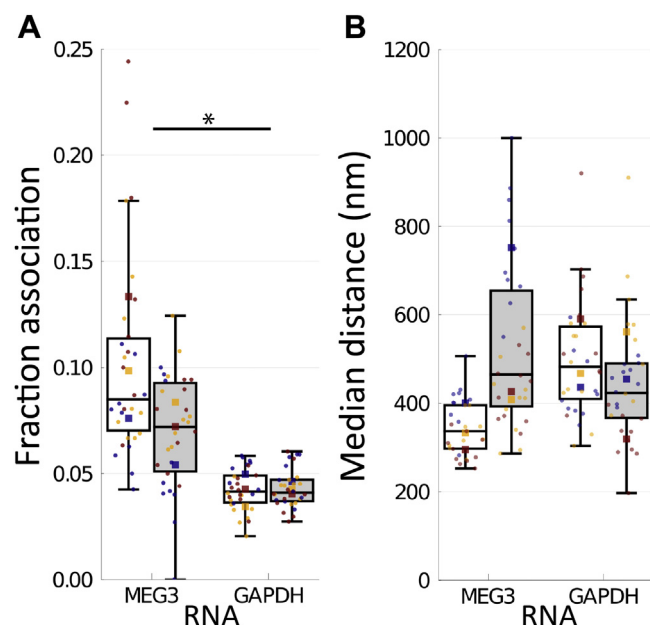 A
B
Fraction association
0.25
0.20
0.15
0.10
0.05
0.00
*
MEG3 GAPDH
RNA
Median distance (nm)
1200
1000
800
600
400
200
0
MEG3 GAPDH
RNA